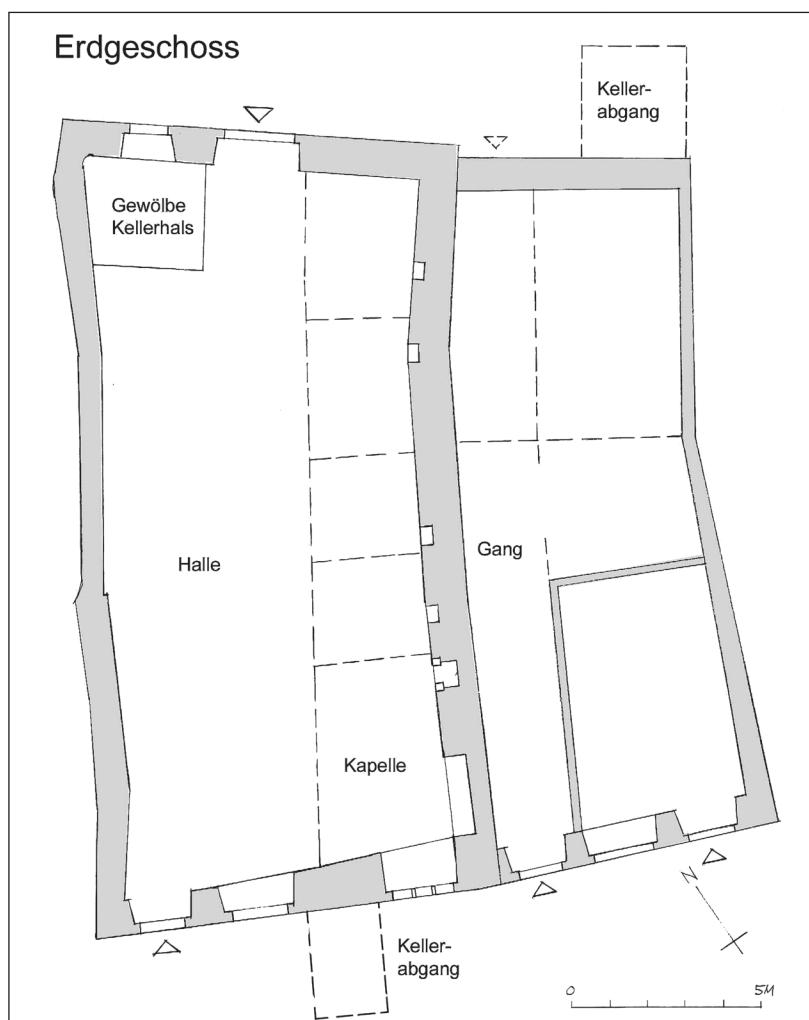 Erdgeschoss
Keller-
abgang
Gewölbe
Kellerhals
Halle
Gang
Kapelle
Keller-
abgang
N
0 5M